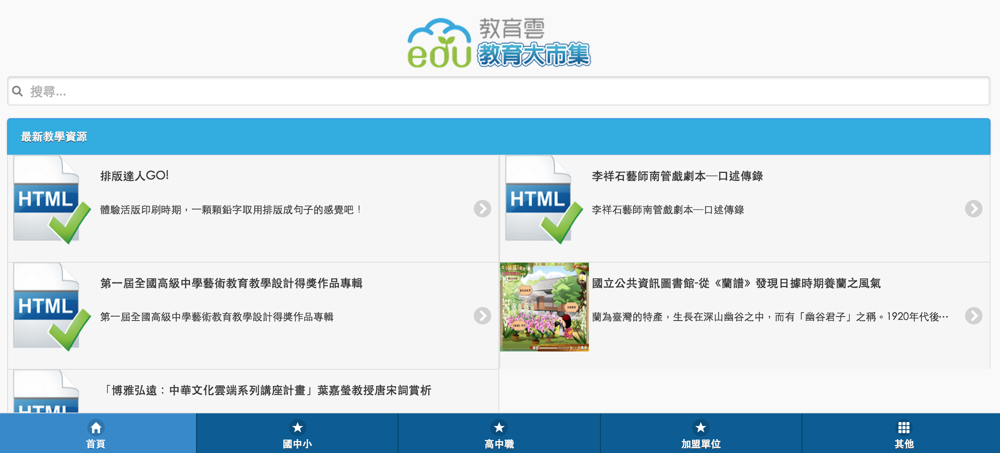 教育雲
edu 教育大市集
搜尋...
最新教學資源
HTML
排版達人GO!
體驗活版印刷時期，一顆顆鉛字取用排版成句子的感覺吧！
HTML
李祥石藝師南管戲劇本—口述傳錄
李祥石藝師南管戲劇本—口述傳錄
HTML
第一屆全國高級中學藝術教育教學設計得獎作品專輯
第一屆全國高級中學藝術教育教學設計得獎作品專輯
國立公共資訊圖書館-從《蘭譜》發現日據時期養蘭之風氣
蘭為臺灣的特產，生長在深山幽谷之中，而有「幽谷君子」之稱。1920年代後…
HTML
「博雅弘遠：中華文化雲端系列講座計畫」葉嘉瑩教授唐宋詞賞析
首頁
國中小
高中職
加盟單位
其他